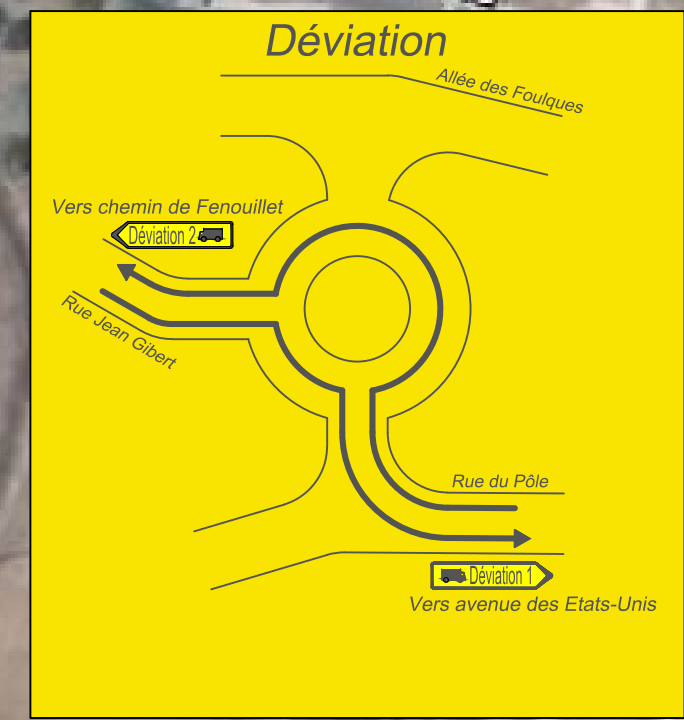 Déviation
Allée des Foulques
Vers chemin de Fenouillet
Déviation 2
Rue Jean Gibert
Rue du Pôle
Déviation 1
Vers avenue des Etats-Unis